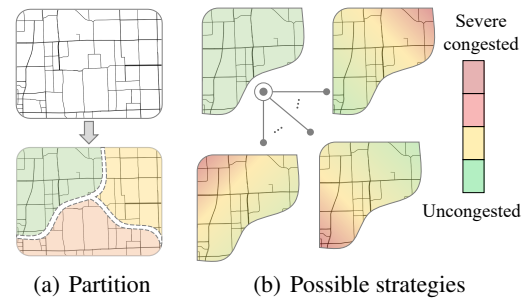 Severe
congested
Uncongested
(a) Partition
(b) Possible strategies